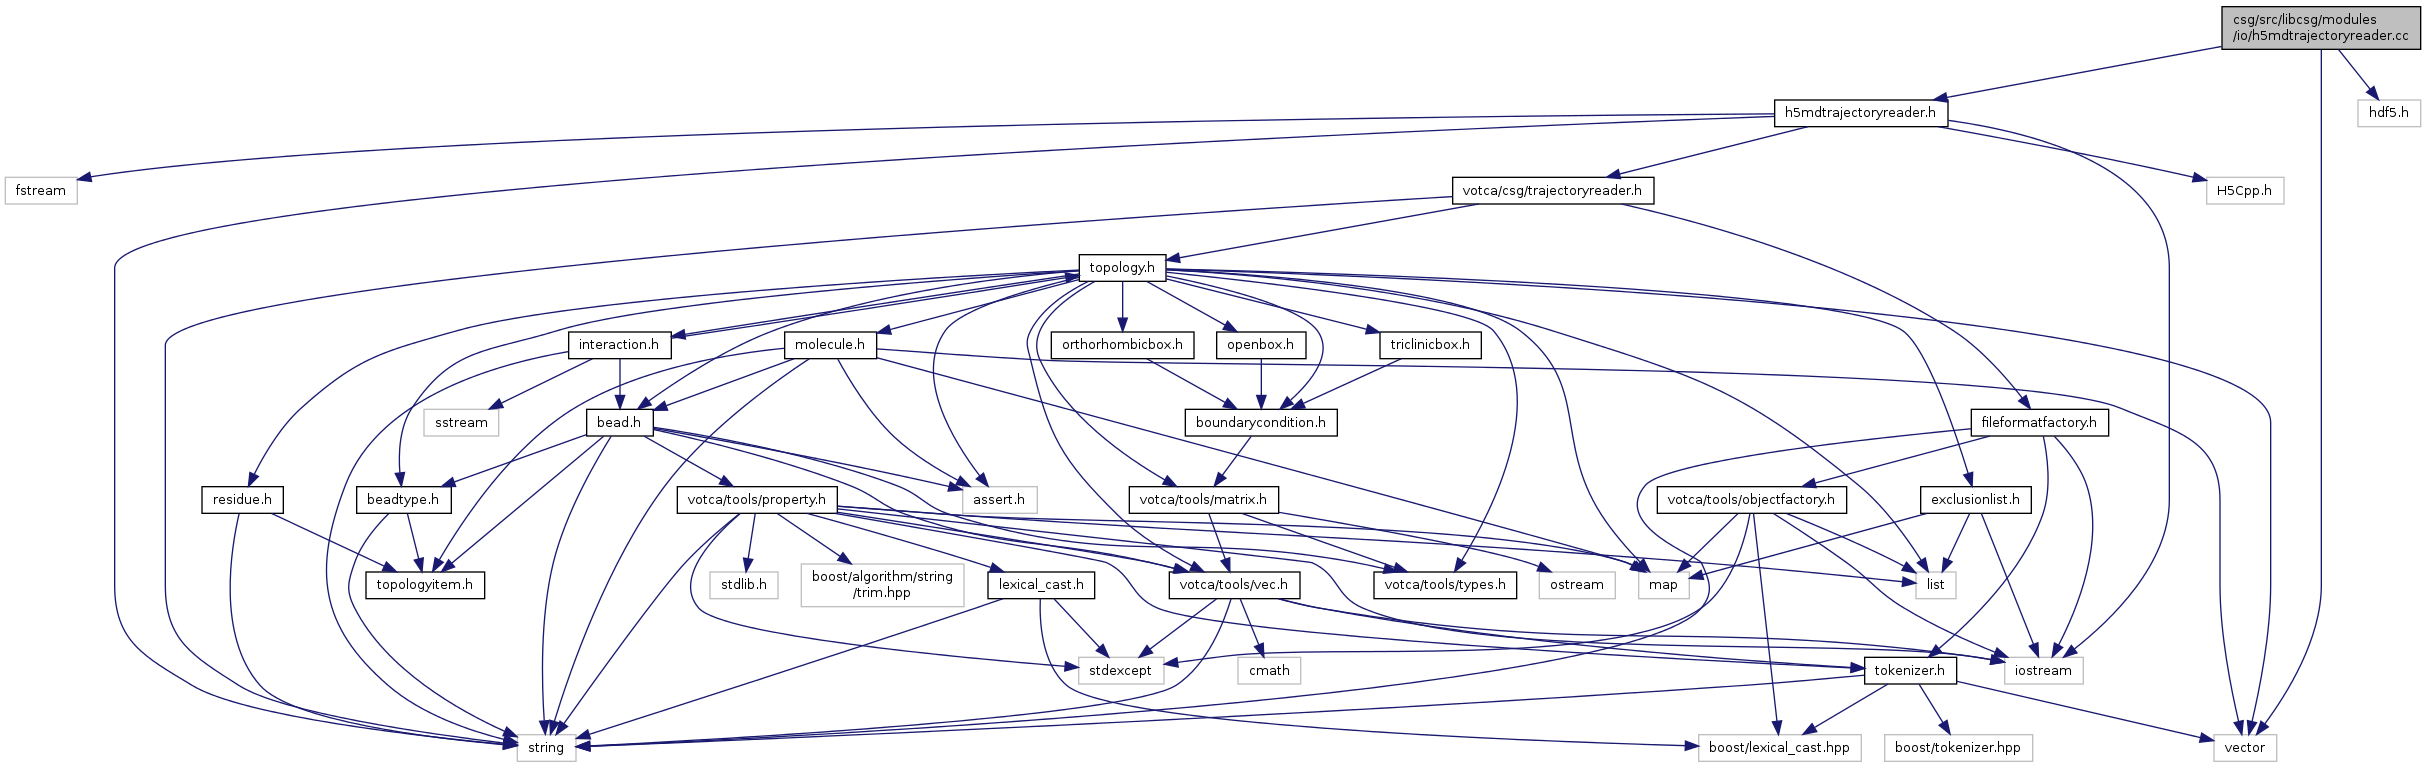 csg/src/libcsg/modules
/io/h5mdtrajectoryreader.cc
h5mdtrajectoryreader.h
hdf5.h
fstream
votca/csg/trajectoryreader.h
H5Cpp.h
topology.h
interaction.h
molecule.h
orthorhombicbox.h
openbox.h
triclinicbox.h
sstream
bead.h
boundarycondition.h
fileformatfactory.h
residue.h
beadtype.h
votca/tools/property.h
assert.h
votca/tools/matrix.h
votca/tools/objectfactory.h
exclusionlist.h
topologyitem.h
stdlib.h
boost/algorithm/string
/trim.hpp
lexical_cast.h
votca/tools/vec.h
votca/tools/types.h
ostream
map
list
stdexcept
cmath
tokenizer.h
iostream
string
boost/lexical_cast.hpp
boost/tokenizer.hpp
vector